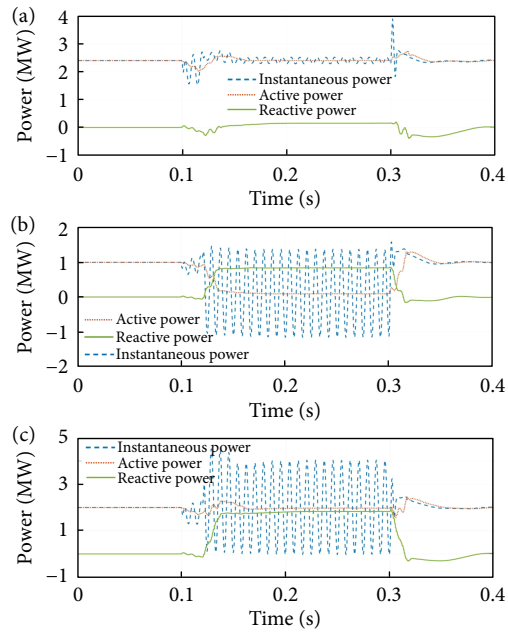 (a)
Power (MW)
4
3
2
1
0
−1
Instantaneous power
Active power
Reactive power
0 0.1 0.2 0.3 0.4
Time (s)
(b)
Power (MW)
2
1
0
−1
−2
Active power
Reactive power
Instantaneous power
0 0.1 0.2 0.3 0.4
Time (s)
(c)
Power (MW)
5
3
1
−1
Instantaneous power
Active power
Reactive power
0 0.1 0.2 0.3 0.4
Time (s)